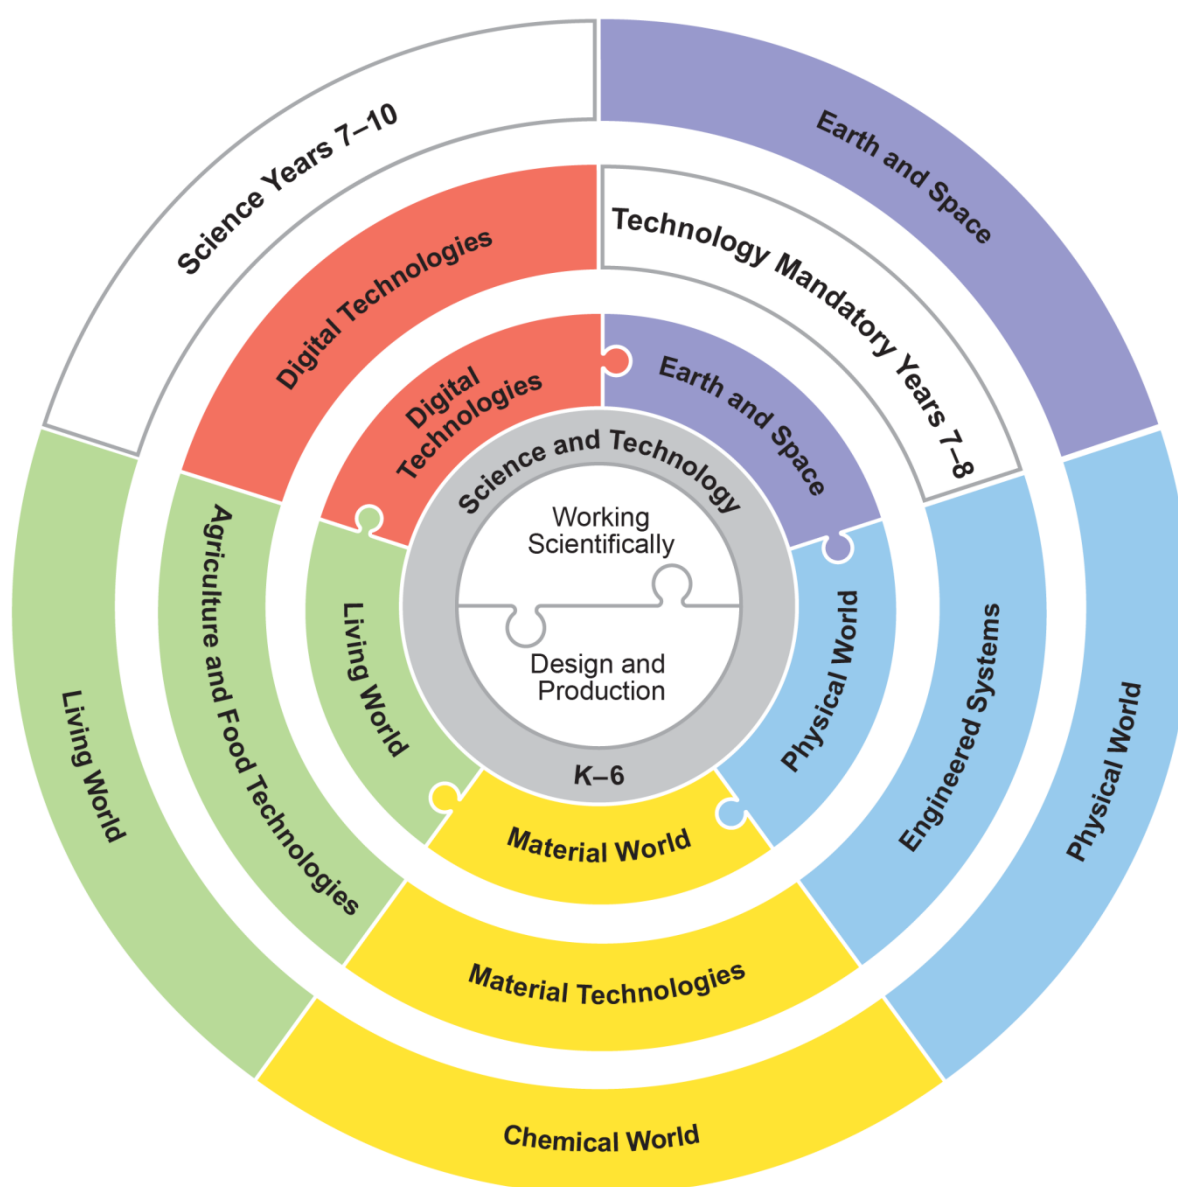 Science Years 7–10
Earth and Space
Digital Technologies
Technology Mandatory Years 7–8
Digital
Technologies
Earth and Space
Science and Technology
Working
Scientifically
Design and
Production
K–6
Living World
Physical World
Material World
Agriculture and Food Technologies
Engineered Systems
Material Technologies
Living World
Physical World
Chemical World